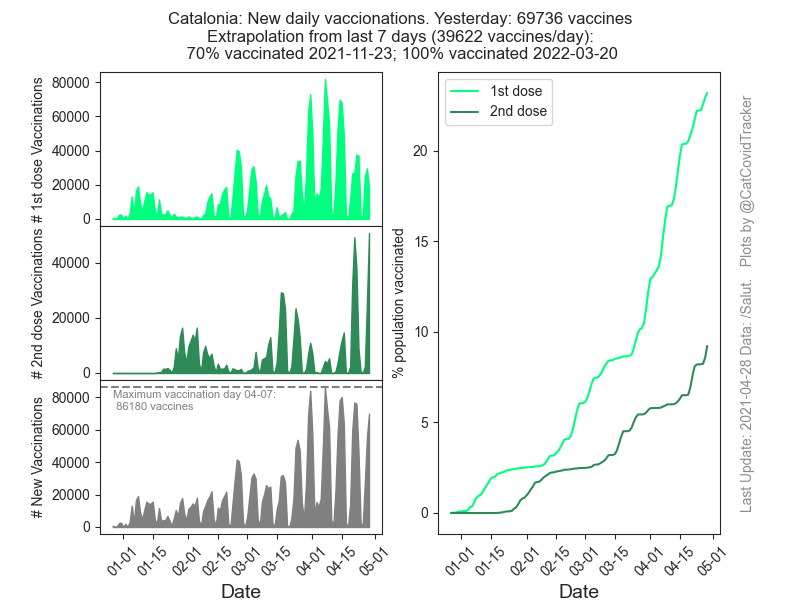 Catalonia: New daily vaccionations. Yesterday: 69736 vaccines
Extrapolation from last 7 days (39622 vaccines/day):
70% vaccinated 2021-11-23; 100% vaccinated 2022-03-20
# 1st dose Vaccinations
80000
60000
40000
20000
0
# 2nd dose Vaccinations
40000
20000
0
# New Vaccinations
80000
60000
40000
20000
0
Maximum vaccination day 04-07:
86180 vaccines
01-01
01-15
02-01
02-15
03-01
03-15
04-01
04-15
05-01
Date
% population vaccinated
20
15
10
5
0
1st dose
2nd dose
01-01
01-15
02-01
02-15
03-01
03-15
04-01
04-15
05-01
Date
Last Update: 2021-04-28 Data: /Salut. Plots by @CatCovidTracker